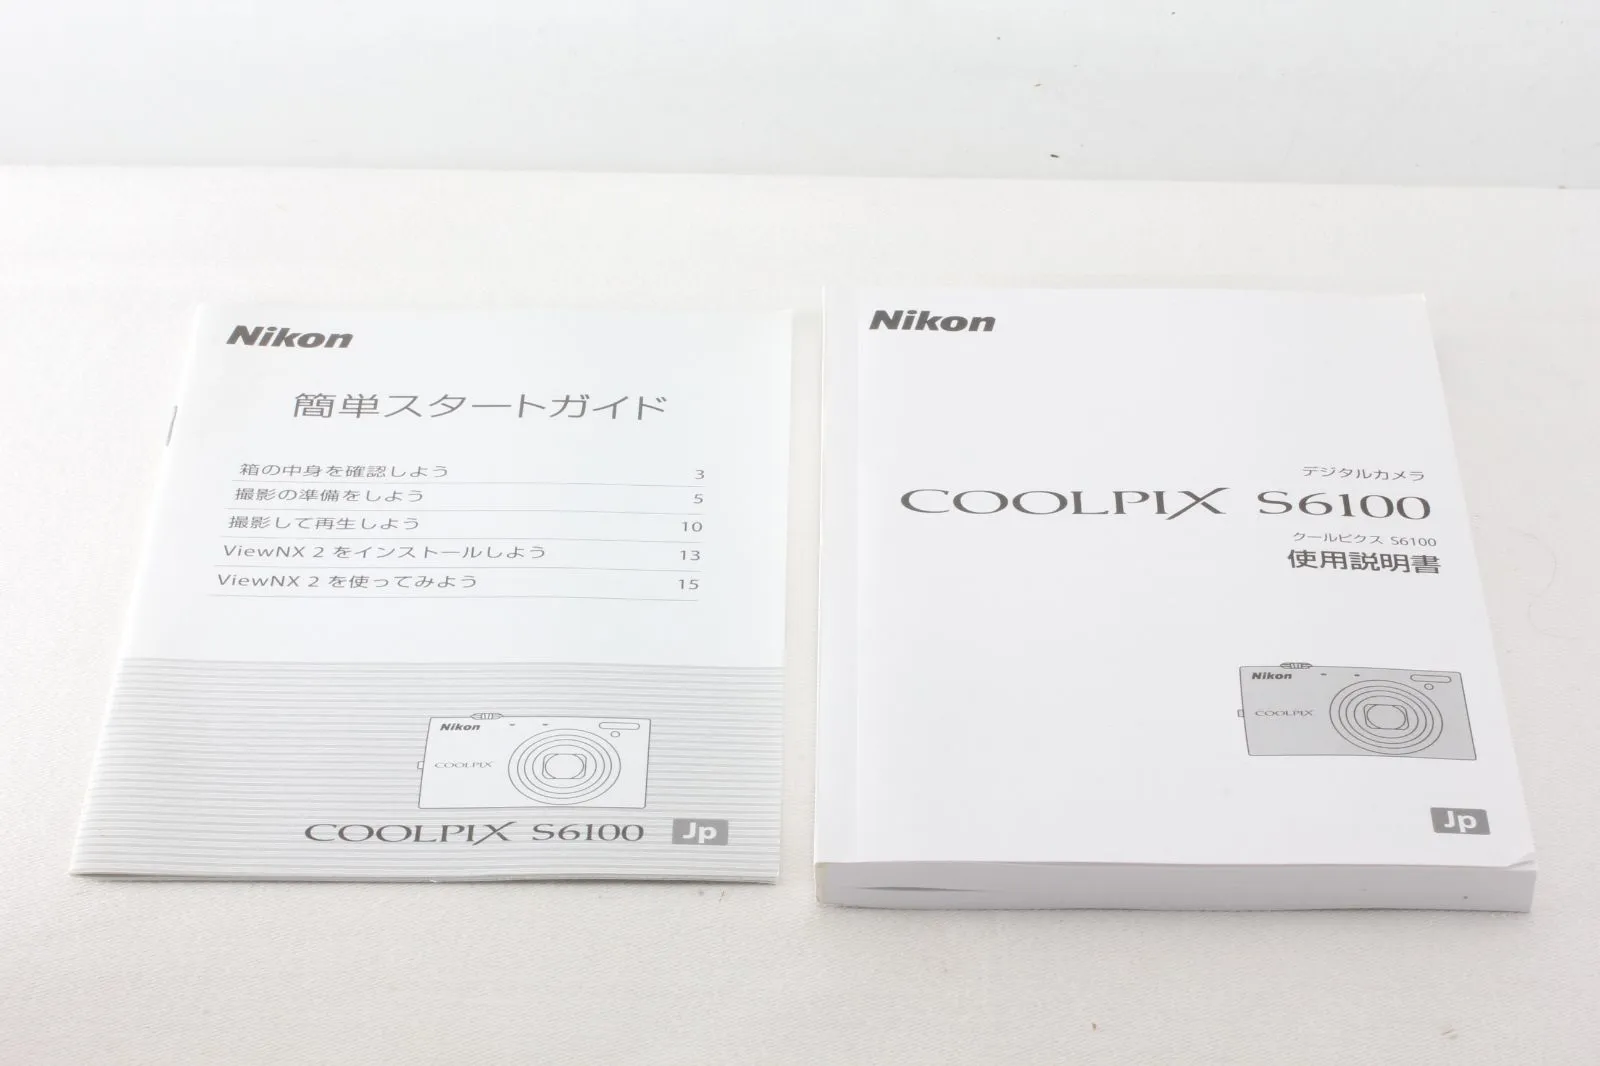 Nikon
簡単スタートガイド
箱の中身を確認しよう 3
撮影の準備をしよう 5
撮影して再生しよう 10
ViewNX 2 をインストールしよう 13
ViewNX 2 を使ってみよう 15
Nikon
COOLPIX
COOLPIX S6100 Jp
Nikon
デジタルカメラ
COOLPIX S6100
クールピクス S6100
使用説明書
Nikon
COOLPIX
Jp